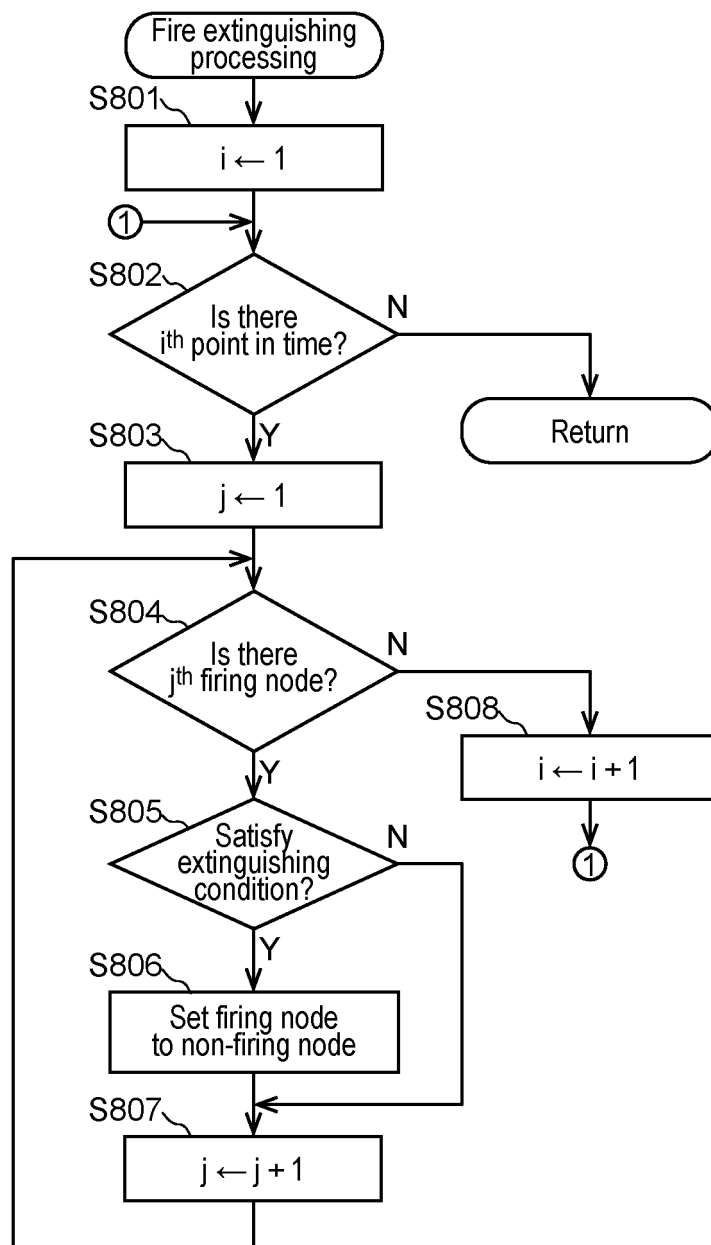 Fire extinguishing
processing
S801
i ← 1
1
S802
Is there
ith point in time?
N
Return
Y
S803
j ← 1
S804
Is there
jth firing node?
N
S808
i ← i + 1
1
Y
S805
Satisfy
extinguishing
condition?
N
Y
S806
Set firing node
to non-firing node
S807
j ← j + 1